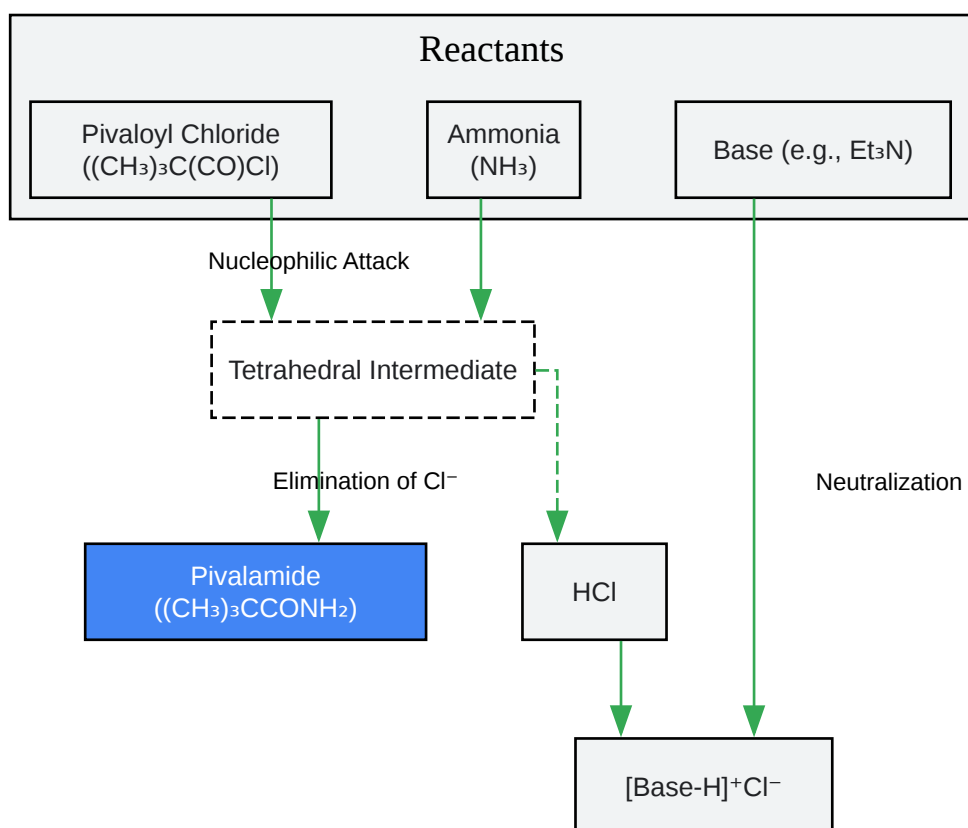 Reactants
Pivaloyl Chloride
((CH₃)₃C(CO)Cl)
Ammonia
(NH₃)
Base (e.g., Et₃N)
Nucleophilic Attack
Tetrahedral Intermediate
Elimination of Cl⁻
Neutralization
Pivalamide
((CH₃)₃CCONH₂)
HCl
[Base-H]⁺Cl⁻